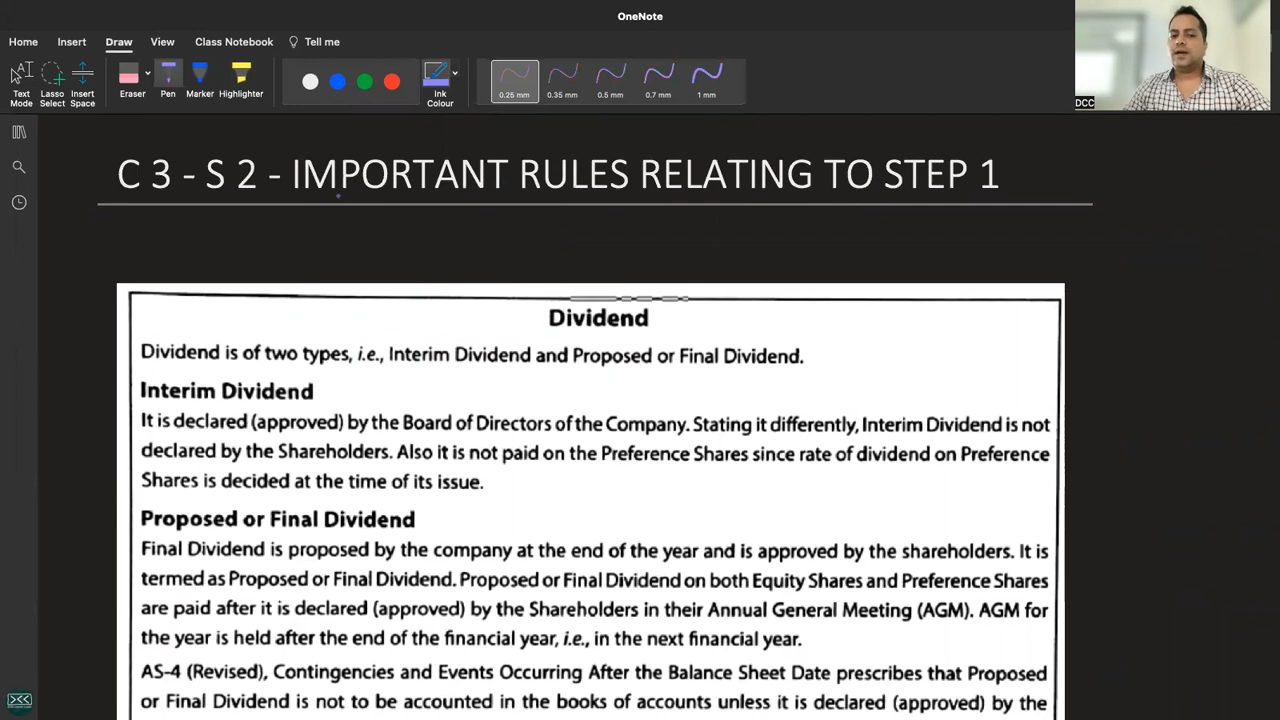 OneNote
Home Insert Draw View Class Notebook Tell me
Text Mode Lasso Select Insert Space Eraser Pen Marker Highlighter Ink Colour 0.25 mm 0.35 mm 0.5 mm 0.7 mm 1 mm
DCC
C 3 - S 2 - IMPORTANT RULES RELATING TO STEP 1
Dividend
Dividend is of two types, i.e., Interim Dividend and Proposed or Final Dividend.
Interim Dividend
It is declared (approved) by the Board of Directors of the Company. Stating it differently, Interim Dividend is not
declared by the Shareholders. Also it is not paid on the Preference Shares since rate of dividend on Preference
Shares is decided at the time of its issue.
Proposed or Final Dividend
Final Dividend is proposed by the company at the end of the year and is approved by the shareholders. It is
termed as Proposed or Final Dividend. Proposed or Final Dividend on both Equity Shares and Preference Shares
are paid after it is declared (approved) by the Shareholders in their Annual General Meeting (AGM). AGM for
the year is held after the end of the financial year, i.e., in the next financial year.
AS-4 (Revised), Contingencies and Events Occurring After the Balance Sheet Date prescribes that Proposed
or Final Dividend is not to be accounted in the books of accounts unless it is declared (approved) by the